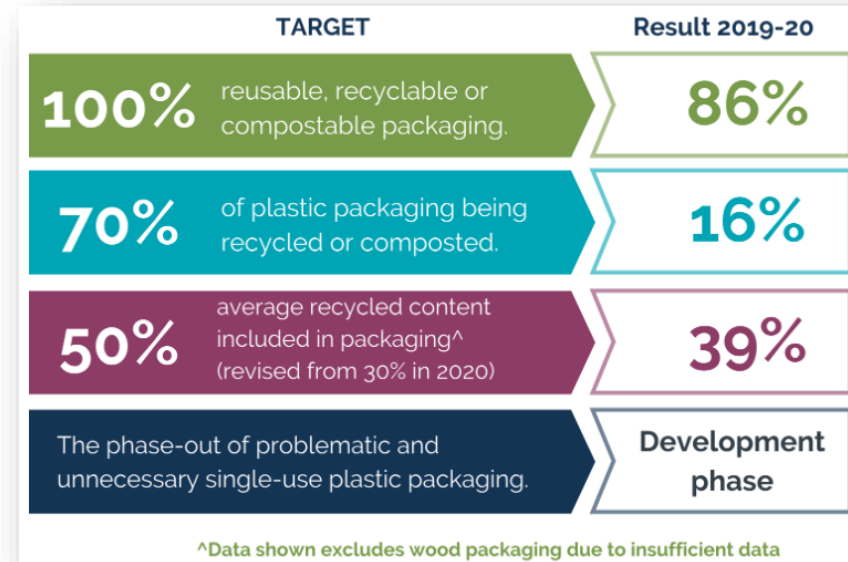 TARGET
Result 2019-20
100%
reusable, recyclable or
compostable packaging.
86%
70%
of plastic packaging being
recycled or composted.
16%
50%
average recycled content
included in packaging^
(revised from 30% in 2020)
39%
The phase-out of problematic and
unnecessary single-use plastic packaging.
Development
phase
^Data shown excludes wood packaging due to insufficient data